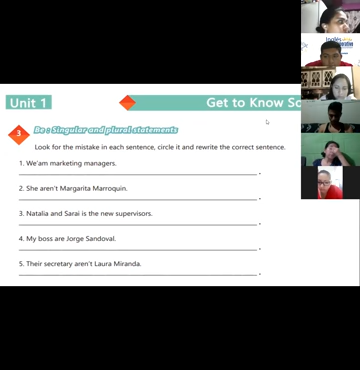 Inglés
Unit 1
Get to Know
3
Be : Singular and plural statements
Look for the mistake in each sentence, circle it and rewrite the correct sentence.
1. We'am marketing managers.
2. She aren't Margarita Marroquin.
3. Natalia and Sarai is the new supervisors.
4. My boss are Jorge Sandoval.
5. Their secretary aren't Laura Miranda.